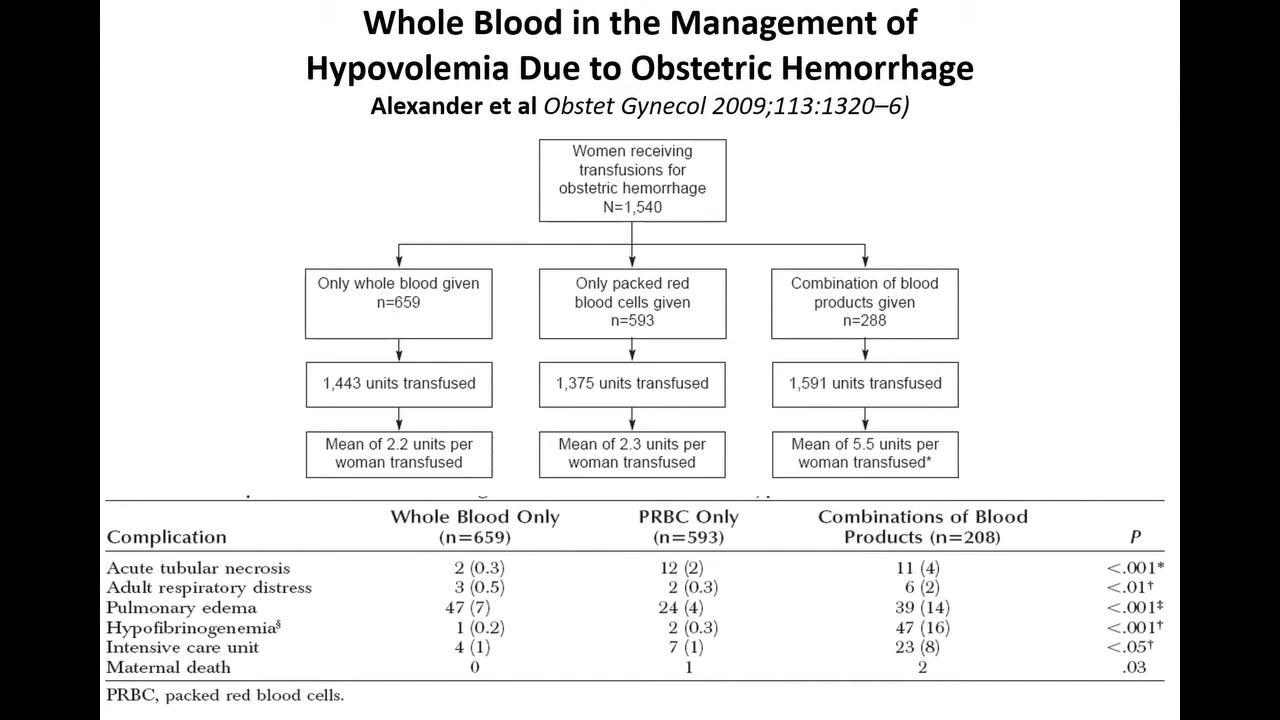 Whole Blood in the Management of
Hypovolemia Due to Obstetric Hemorrhage
Alexander et al Obstet Gynecol 2009;113:1320–6)
Women receiving
transfusions for
obstetric hemorrhage
N=1,540
Only whole blood given
n=659
Only packed red
blood cells given
n=593
Combination of blood
products given
n=288
1,443 units transfused
1,375 units transfused
1,591 units transfused
Mean of 2.2 units per
woman transfused
Mean of 2.3 units per
woman transfused
Mean of 5.5 units per
woman transfused*
Whole Blood Only PRBC Only Combinations of Blood
Complication (n=659) (n=593) Products (n=208) P
Acute tubular necrosis 2 (0.3) 12 (2) 11 (4) <.001*
Adult respiratory distress 3 (0.5) 2 (0.3) 6 (2) <.01†
Pulmonary edema 47 (7) 24 (4) 39 (14) <.001‡
Hypofibrinogenemia§ 1 (0.2) 2 (0.3) 47 (16) <.001†
Intensive care unit 4 (1) 7 (1) 23 (8) <.05†
Maternal death 0 1 2 .03
PRBC, packed red blood cells.